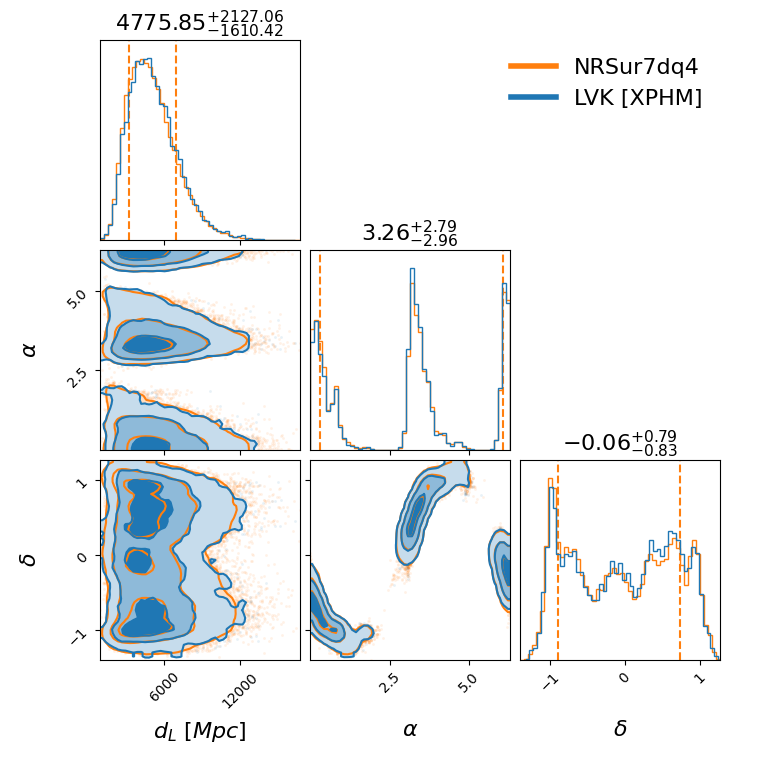 4775.85+2127.06−1610.42
NRSur7dq4
LVK [XPHM]
3.26+2.79−2.96
5.0
2.5
α
−0.06+0.79−0.83
1
0
−1
δ
6000 12000
2.5 5.0
−1 0 1
d_L [Mpc]
α
δ